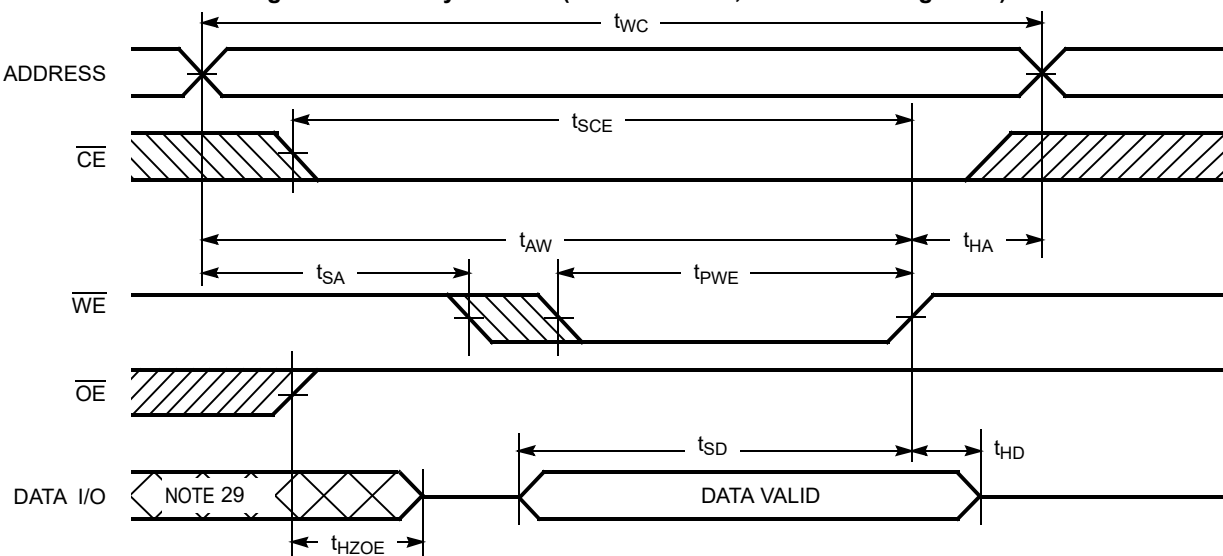 tWC
ADDRESS
tSCE
CE
tAW
tHA
tSA
tPWE
WE
OE
tSD
tHD
DATA I/O
NOTE 29
DATA VALID
tHZOE